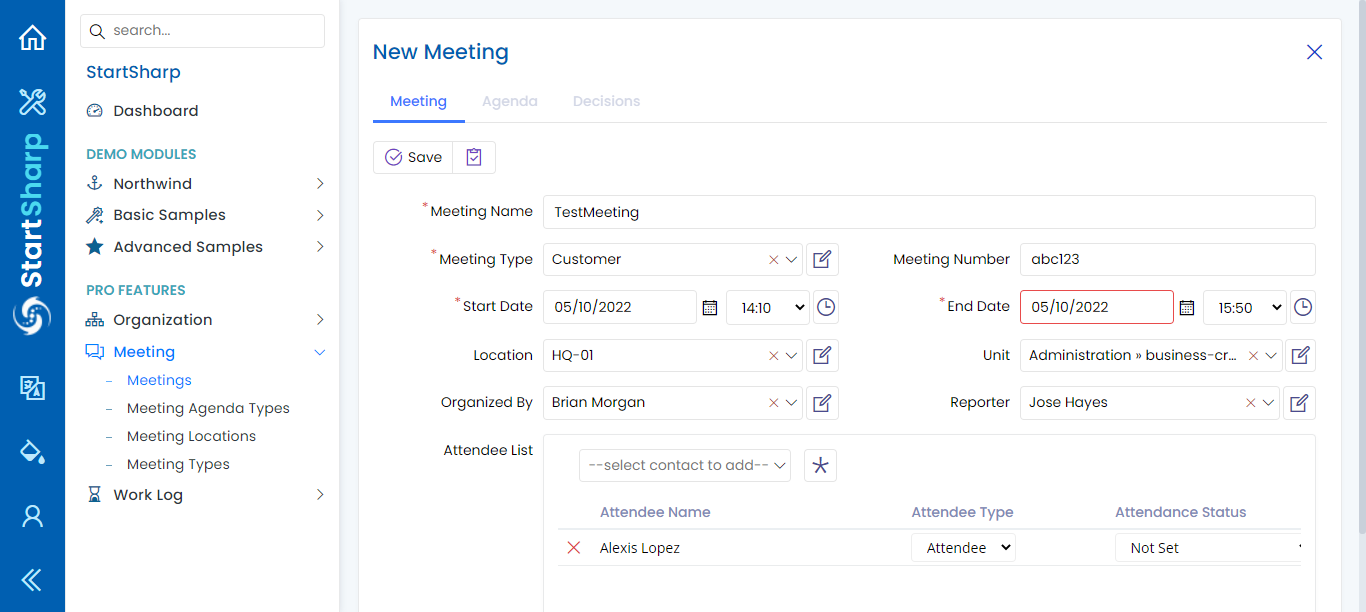 search...
StartSharp
StartSharp
Dashboard
DEMO MODULES
Northwind
Basic Samples
Advanced Samples
PRO FEATURES
Organization
Meeting
Meetings
Meeting Agenda Types
Meeting Locations
Meeting Types
Work Log
New Meeting
Meeting Agenda Decisions
Save
*Meeting Name TestMeeting
*Meeting Type Customer Meeting Number abc123
*Start Date 05/10/2022 14:10 *End Date 05/10/2022 15:50
Location HQ-01 Unit Administration » business-cr...
Organized By Brian Morgan Reporter Jose Hayes
Attendee List
--select contact to add--
Attendee Name Attendee Type Attendance Status
Alexis Lopez Attendee Not Set